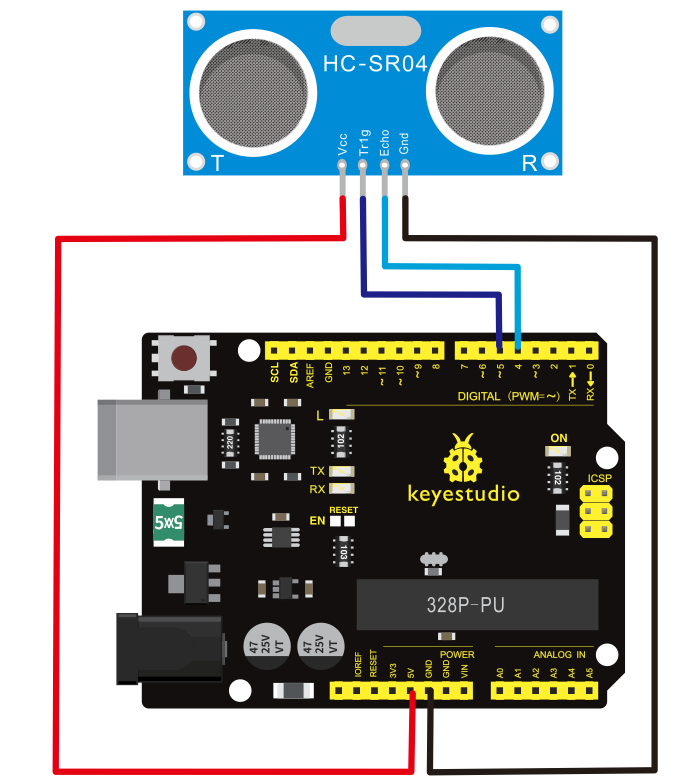 HC-SR04
Vcc
Tr1g
Echo
Gnd
T
R
SCL
SDA
AREF
GND
13
12
~11
~10
~9
8
7
~6
~5
4
~3
2
TX→1
RX←0
DIGITAL (PWM=~)
L
220
102
TX
RX
ON
102
ICSP
keyestudio
RESET
EN
5XX5
103
328P-PU
47
25V
VT
47
25V
VT
POWER
ANALOG IN
IOREF
RESET
3V3
5V
GND
GND
VIN
A0
A1
A2
A3
A4
A5